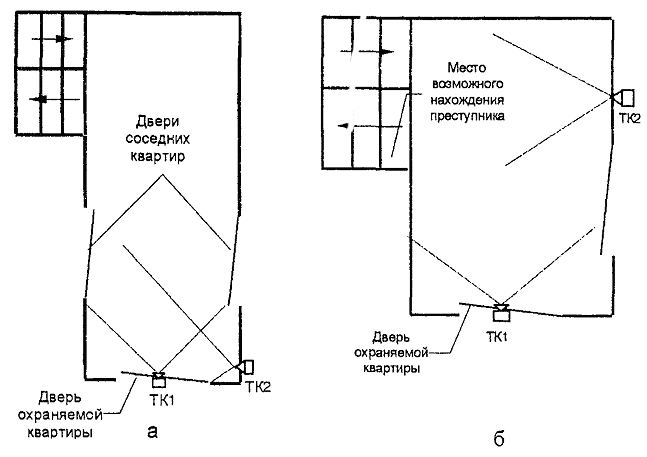 Двери
соседних
квартир
Дверь
охраняемой
квартиры
ТК1
ТК2
а
Место
возможного
нахождения
преступника
ТК2
Дверь
охраняемой
квартиры
ТК1
б